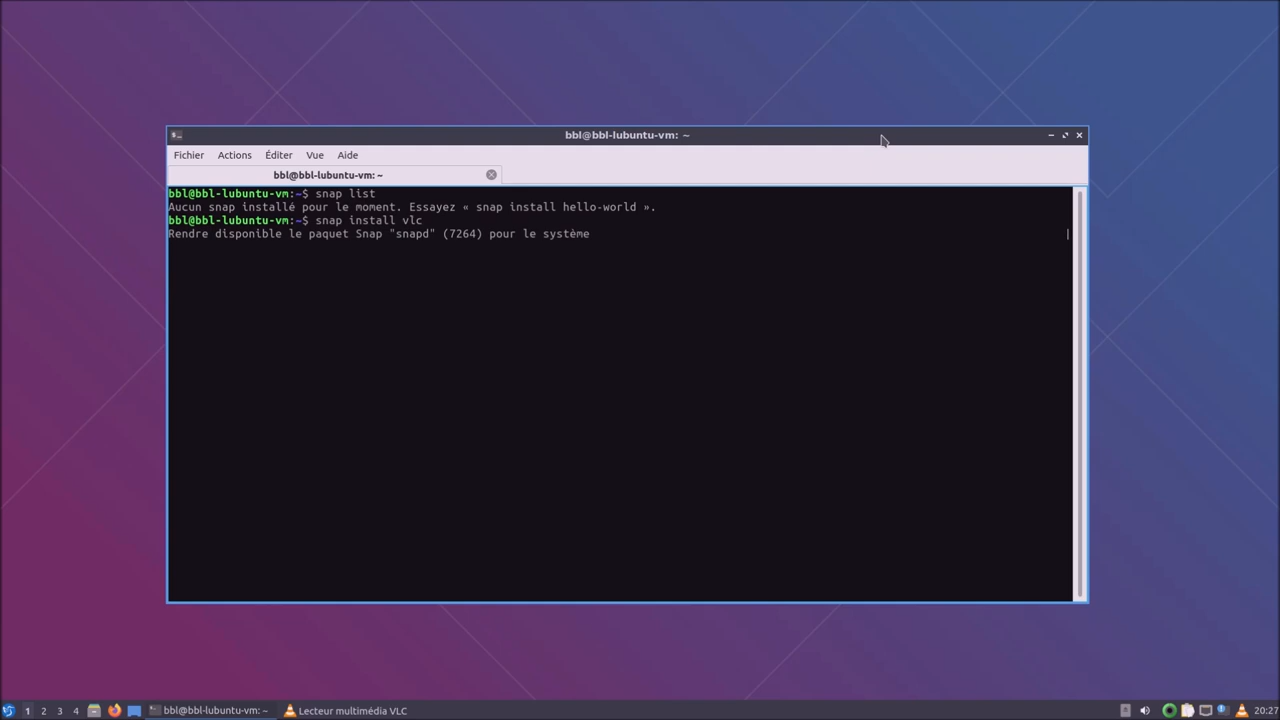 bbl@bbl-lubuntu-vm: ~
Fichier Actions Éditer Vue Aide
bbl@bbl-lubuntu-vm: ~
bbl@bbl-lubuntu-vm:~$ snap list
Aucun snap installé pour le moment. Essayez « snap install hello-world ».
bbl@bbl-lubuntu-vm:~$ snap install vlc
Rendre disponible le paquet Snap "snapd" (7264) pour le système |
1 2 3 4 bbl@bbl-lubuntu-vm: ~ Lecteur multimédia VLC 20:27